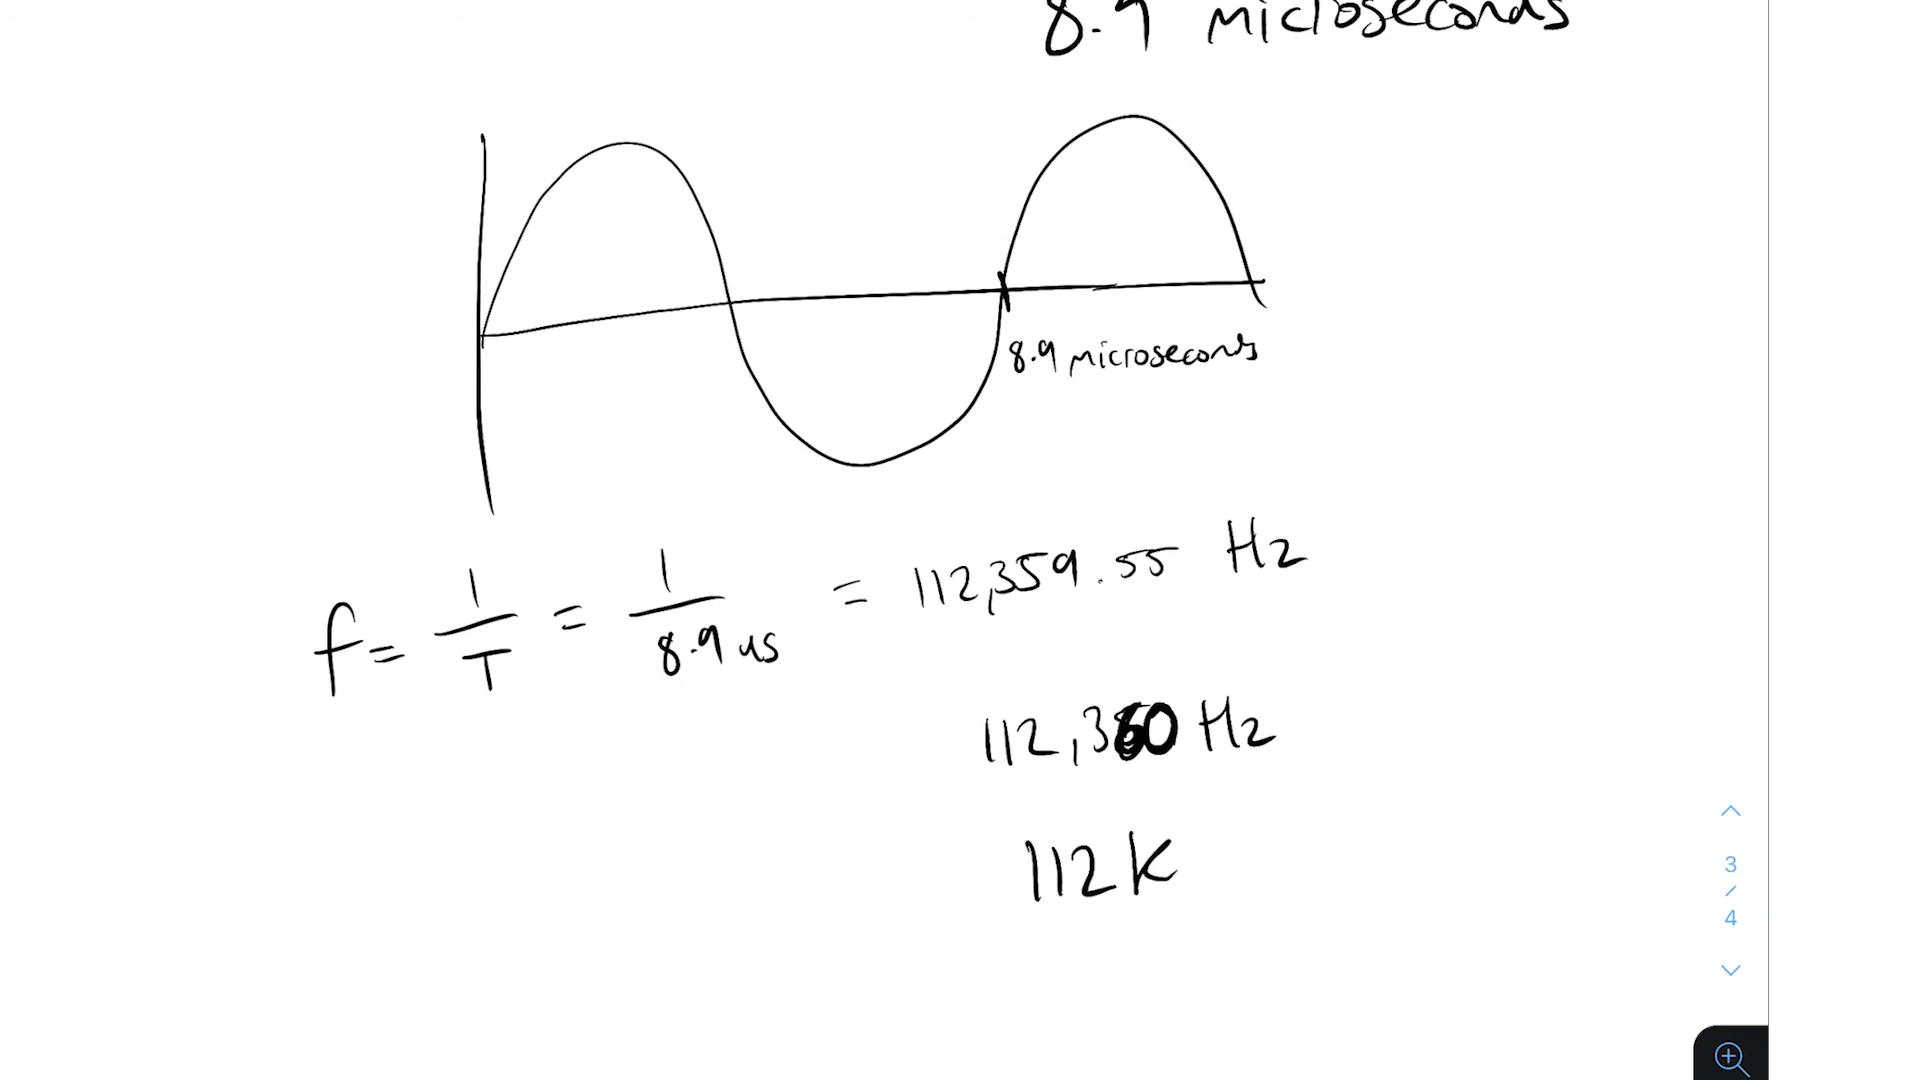 8.9 microseconds
8.9 microseconds
f = 1/T = 1/8.9 us = 112,359.55 Hz
112,360 Hz
112K
3
/
4